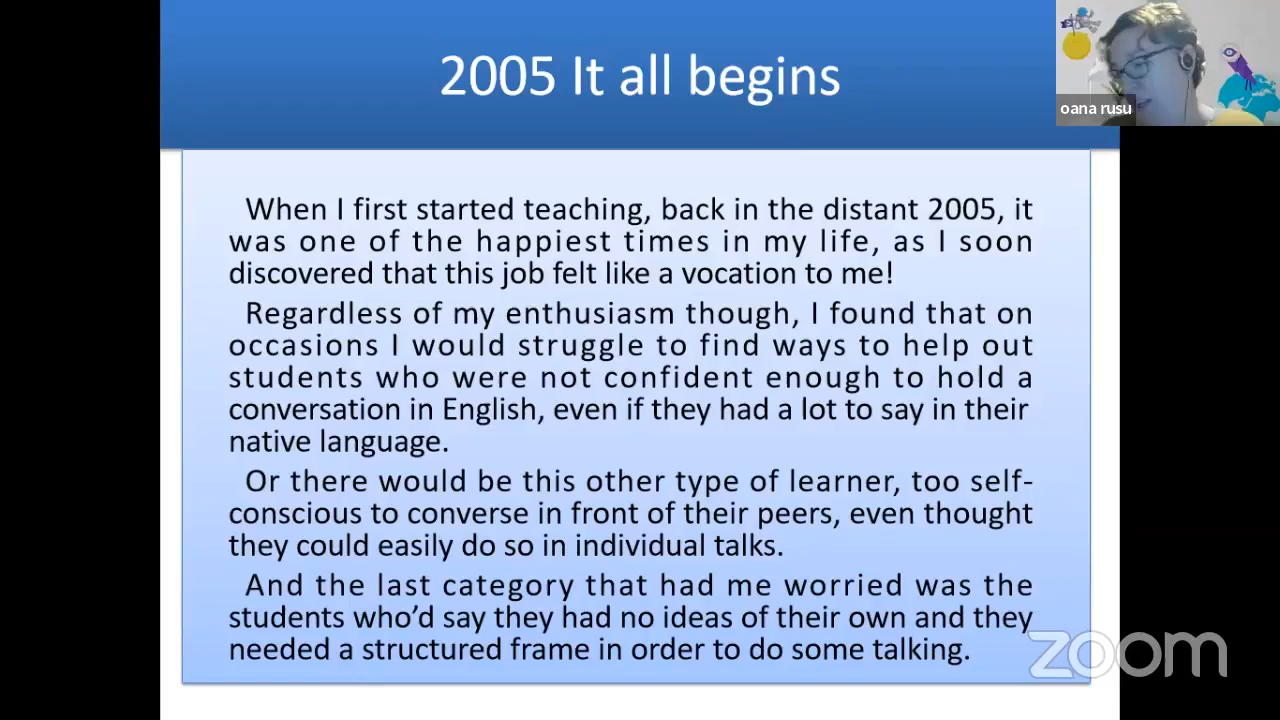 2005 It all begins
oana rusu
When I first started teaching, back in the distant 2005, it
was one of the happiest times in my life, as I soon
discovered that this job felt like a vocation to me!
Regardless of my enthusiasm though, I found that on
occasions I would struggle to find ways to help out
students who were not confident enough to hold a
conversation in English, even if they had a lot to say in their
native language.
Or there would be this other type of learner, too self-
conscious to converse in front of their peers, even thought
they could easily do so in individual talks.
And the last category that had me worried was the
students who’d say they had no ideas of their own and they
needed a structured frame in order to do some talking.
zoom